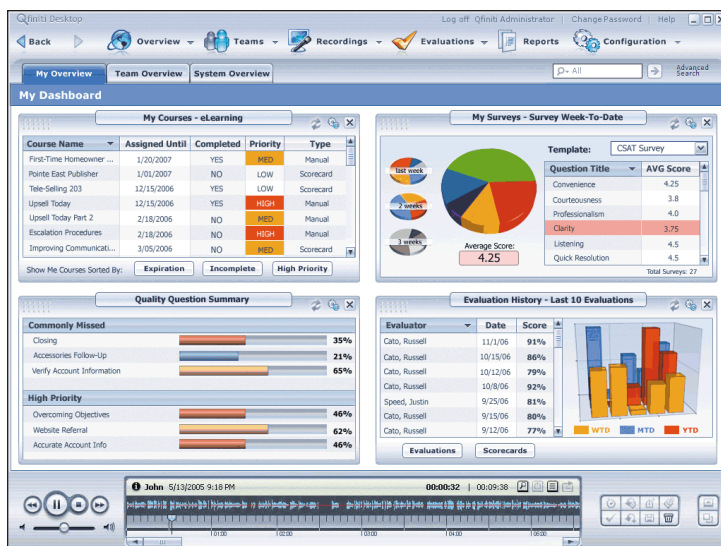 Qfiniti Desktop
Log off Qfiniti Administrator | Change Password | Help
Back Overview Teams Recordings Evaluations Reports Configuration
My Overview Team Overview System Overview All Advanced Search
My Dashboard
My Courses - eLearning
Course Name Assigned Until Completed Priority Type
First-Time Homeowner ... 1/20/2007 YES MED Manual
Pointe East Publisher 1/01/2007 NO LOW Scorecard
Tele-Selling 203 12/15/2006 YES LOW Scorecard
Upsell Today 12/15/2006 YES HIGH Manual
Upsell Today Part 2 2/18/2006 NO MED Manual
Escalation Procedures 2/18/2006 NO HIGH Manual
Improving Communicati... 3/05/2006 NO MED Scorecard
Show Me Courses Sorted By: Expiration Incomplete High Priority
My Surveys - Survey Week-To-Date
last week
2 weeks
3 weeks
Average Score:
4.25
Template: CSAT Survey
Question Title AVG Score
Convenience 4.25
Courteousness 3.8
Professionalism 4.0
Clarity 3.75
Listening 4.5
Quick Resolution 4.5
Total Surveys: 27
Quality Question Summary
Commonly Missed
Closing 35%
Accessories Follow-Up 21%
Verify Account Information 65%
High Priority
Overcoming Objectives 46%
Website Referral 62%
Accurate Account Info 46%
Evaluation History - Last 10 Evaluations
Evaluator Date Score
Cato, Russell 11/1/06 91%
Cato, Russell 10/15/06 86%
Cato, Russell 10/12/06 79%
Cato, Russell 10/8/06 92%
Speed, Justin 9/25/06 81%
Cato, Russell 9/15/06 80%
Cato, Russell 9/12/06 77%
WTD MTD YTD
Evaluations Scorecards
John 5/13/2005 9:18 PM 00:00:32 | 00:09:38
01:00 02:00 03:00 04:00 05:00